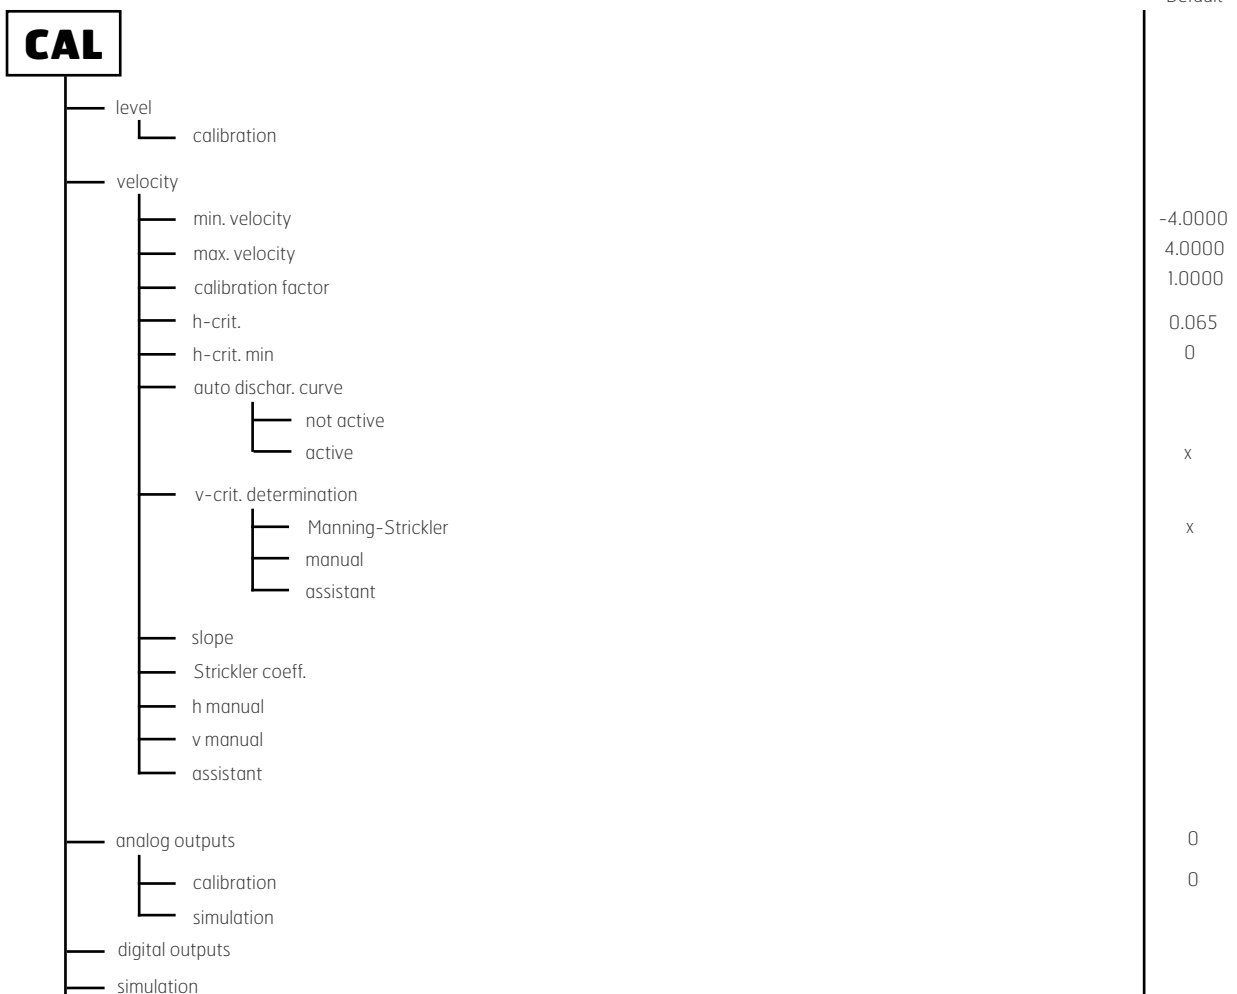 Default
CAL
level
calibration
velocity
min. velocity -4.0000
max. velocity 4.0000
calibration factor 1.0000
h-crit. 0.065
h-crit. min 0
auto dischar. curve
not active
active x
v-crit. determination
Manning-Strickler x
manual
assistant
slope
Strickler coeff.
h manual
v manual
assistant
analog outputs 0
calibration 0
simulation
digital outputs
simulation